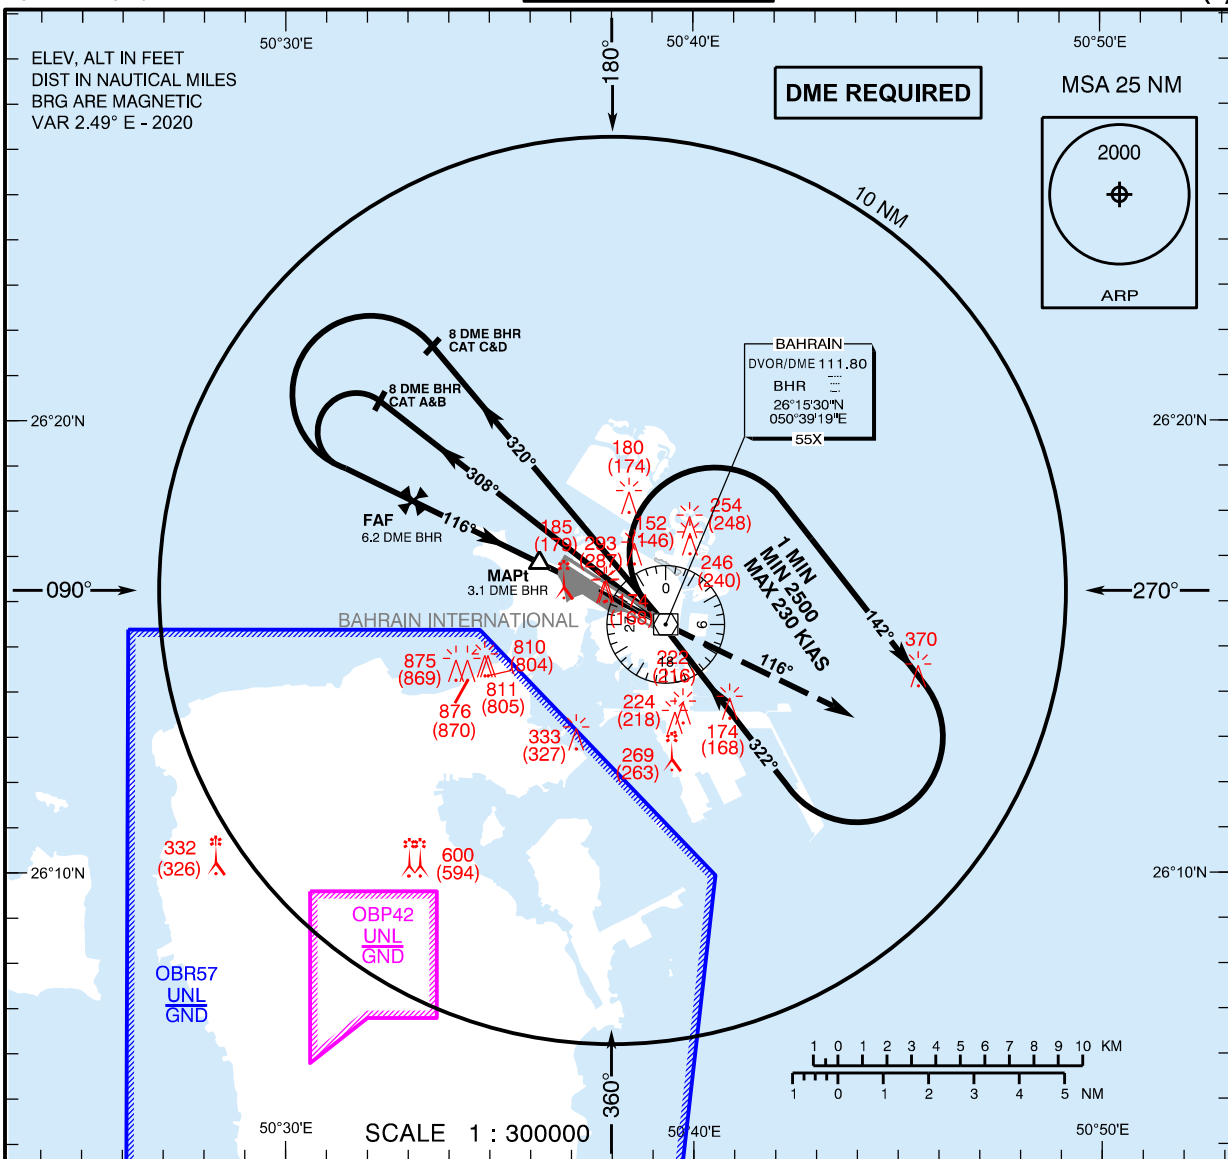 50°30'E
50°40'E
50°50'E
ELEV, ALT IN FEET
DIST IN NAUTICAL MILES
BRG ARE MAGNETIC
VAR 2.49° E - 2020
180°
DME REQUIRED
MSA 25 NM
2000
ARP
10 NM
8 DME BHR
CAT C&D
8 DME BHR
CAT A&B
BAHRAIN
DVOR/DME 111.80
BHR
26°15'30"N
050°39'19"E
55X
26°20'N
26°20'N
320°
308°
180
(174)
FAF
6.2 DME BHR
116°
185
(179)
293
(287)
152
(146)
254
(248)
246
(240)
1 MIN
MIN 2500
MAX 230 KIAS
MAPt
3.1 DME BHR
174
(168)
0
9
18
27
090°
270°
BAHRAIN INTERNATIONAL
142°
370
875
(869)
810
(804)
811
(805)
876
(870)
222
(216)
116°
224
(218)
174
(168)
333
(327)
269
(263)
322°
332
(326)
600
(594)
26°10'N
26°10'N
OBP42
UNL
GND
OBR57
UNL
GND
360°
1 0 1 2 3 4 5 6 7 8 9 10 KM
1 0 1 2 3 4 5 NM
SCALE 1 : 300000
50°30'E
50°40'E
50°50'E